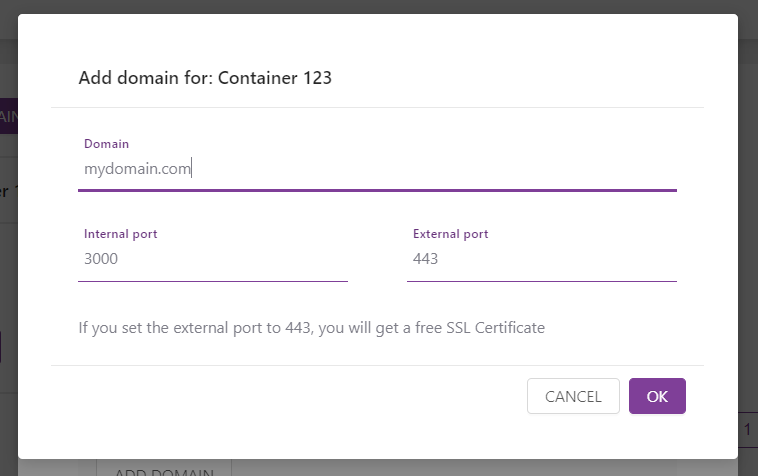 Add domain for: Container 123
AIN
Domain
mydomain.com
er 1
Internal port
External port
3000
443
If you set the external port to 443, you will get a free SSL Certificate
CANCEL
OK
1
ADD DOMAIN